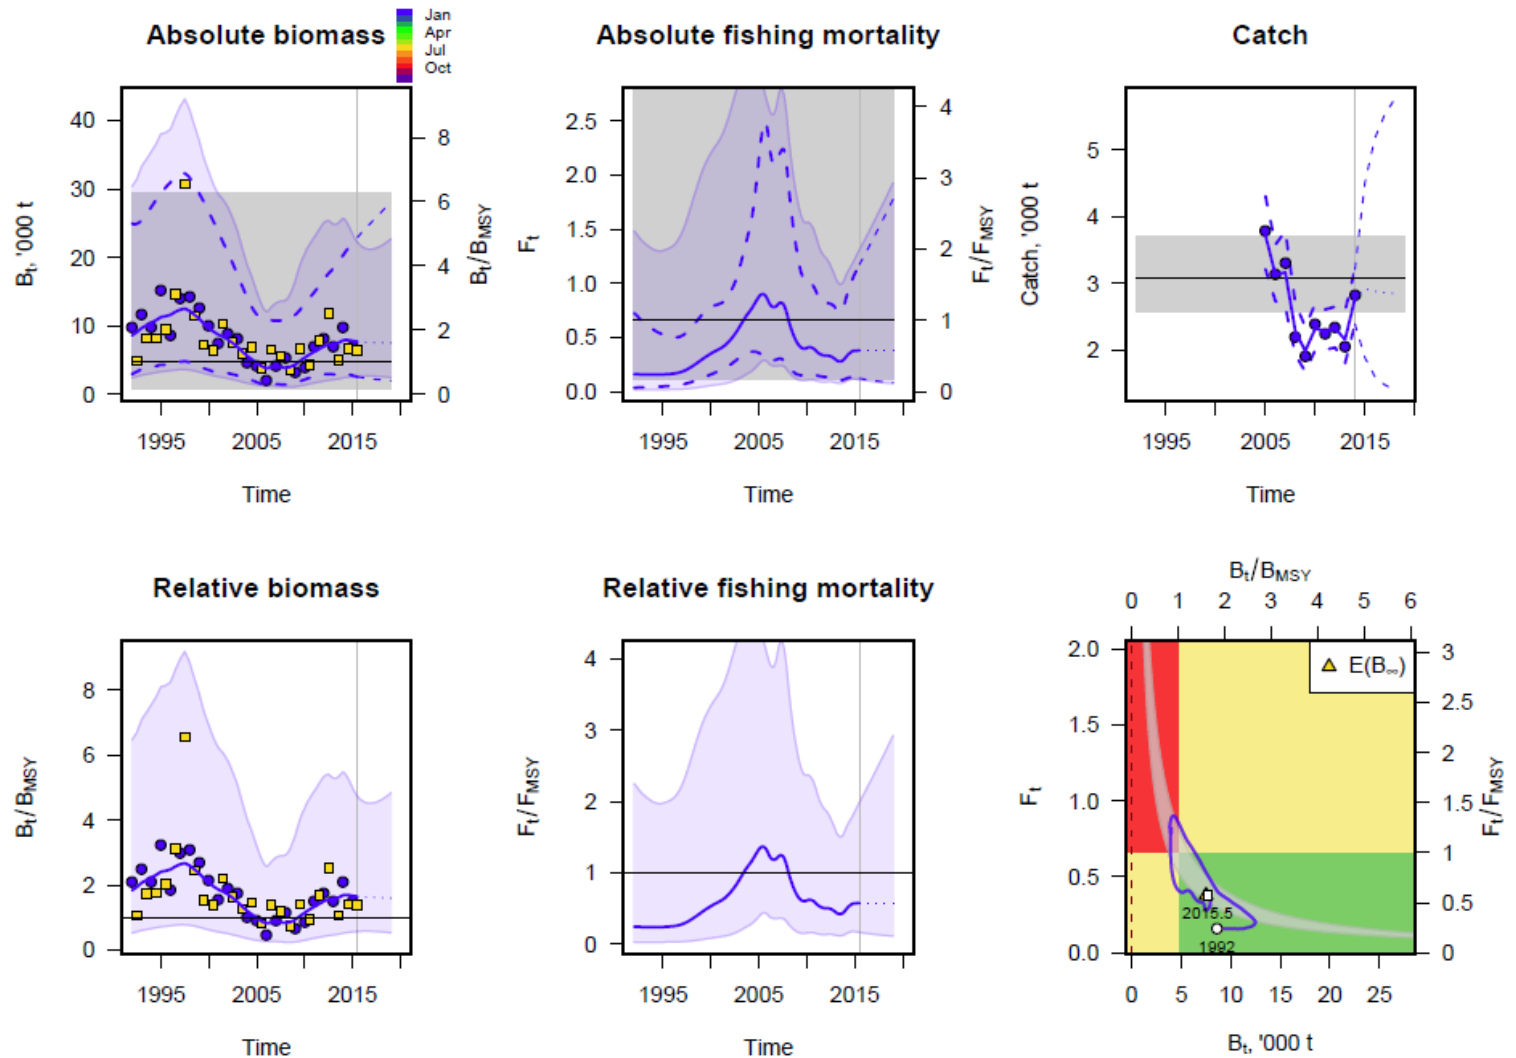 Absolute biomass
Jan
Apr
Jul
Oct
Absolute fishing mortality
Catch
40
30
20
10
0
8
6
4
2
0
Bt, '000 t
Bt/BMSY
1995 2005 2015
Time
2.5
2.0
1.5
1.0
0.5
0.0
4
3
2
1
0
Ft
Ft/FMSY
1995 2005 2015
Time
5
4
3
2
Catch, '000 t
1995 2005 2015
Time
Relative biomass
8
6
4
2
0
Bt/BMSY
1995 2005 2015
Time
Relative fishing mortality
4
3
2
1
0
Ft/FMSY
1995 2005 2015
Time
Bt/BMSY
0 1 2 3 4 5 6
2.0
1.5
1.0
0.5
0.0
3
2.5
2
1.5
1
0.5
0
Ft
Ft/FMSY
E(B∞)
2015.5
1992
0 5 10 15 20 25
Bt, '000 t